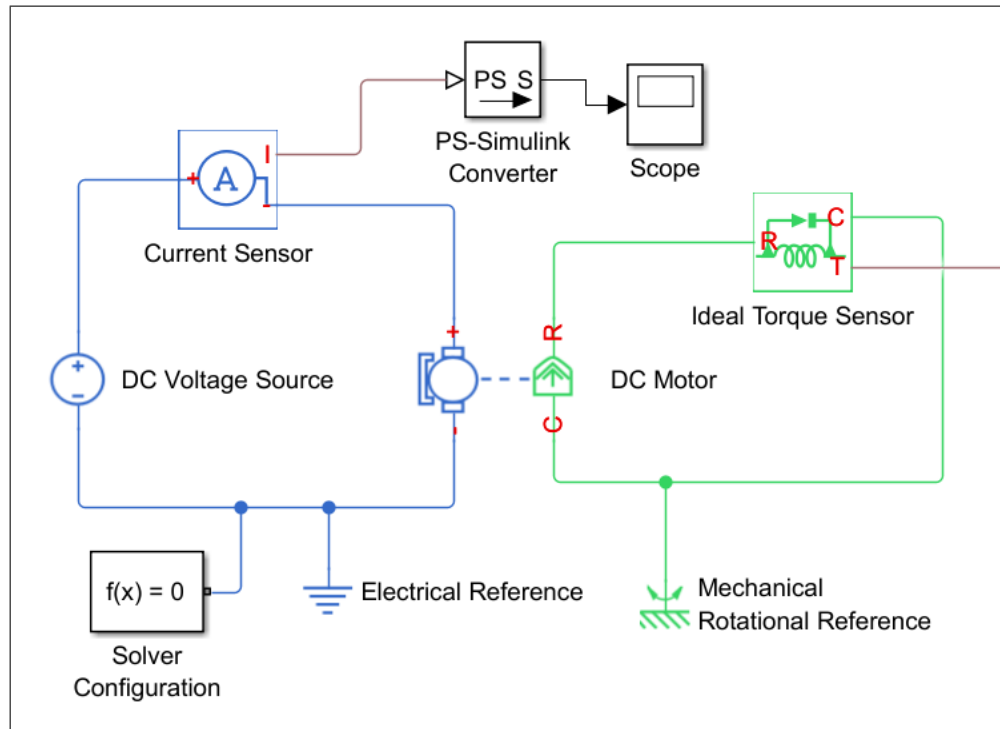 PS S
PS-Simulink
Converter
Scope
I
+
A
-
Current Sensor
C
R
T
Ideal Torque Sensor
+
-
DC Voltage Source
+
-
R
C
DC Motor
f(x) = 0
Solver
Configuration
Electrical Reference
Mechanical
Rotational Reference